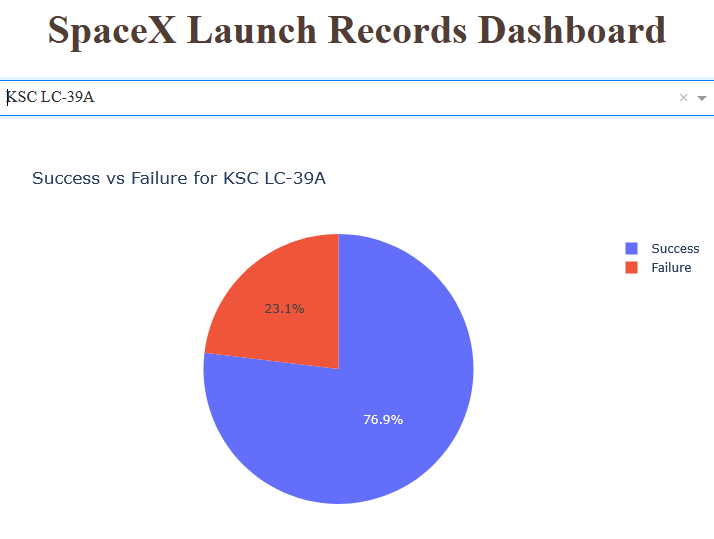 SpaceX Launch Records Dashboard
KSC LC-39A
Success vs Failure for KSC LC-39A
Success
Failure
23.1%
76.9%